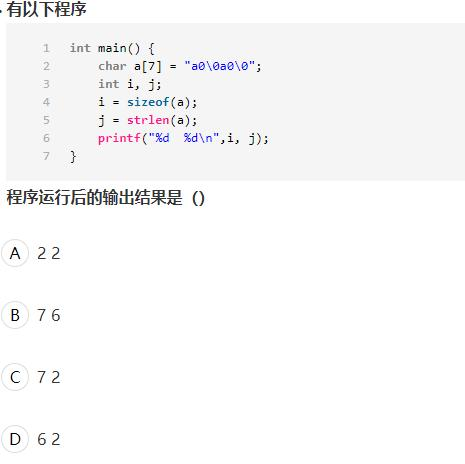 有以下程序
1 int main() {
2 char a[7] = "a0\0a0\0";
3 int i, j;
4 i = sizeof(a);
5 j = strlen(a);
6 printf("%d  %d\n",i, j);
7 }
程序运行后的输出结果是（）
A 2 2
B 7 6
C 7 2
D 6 2